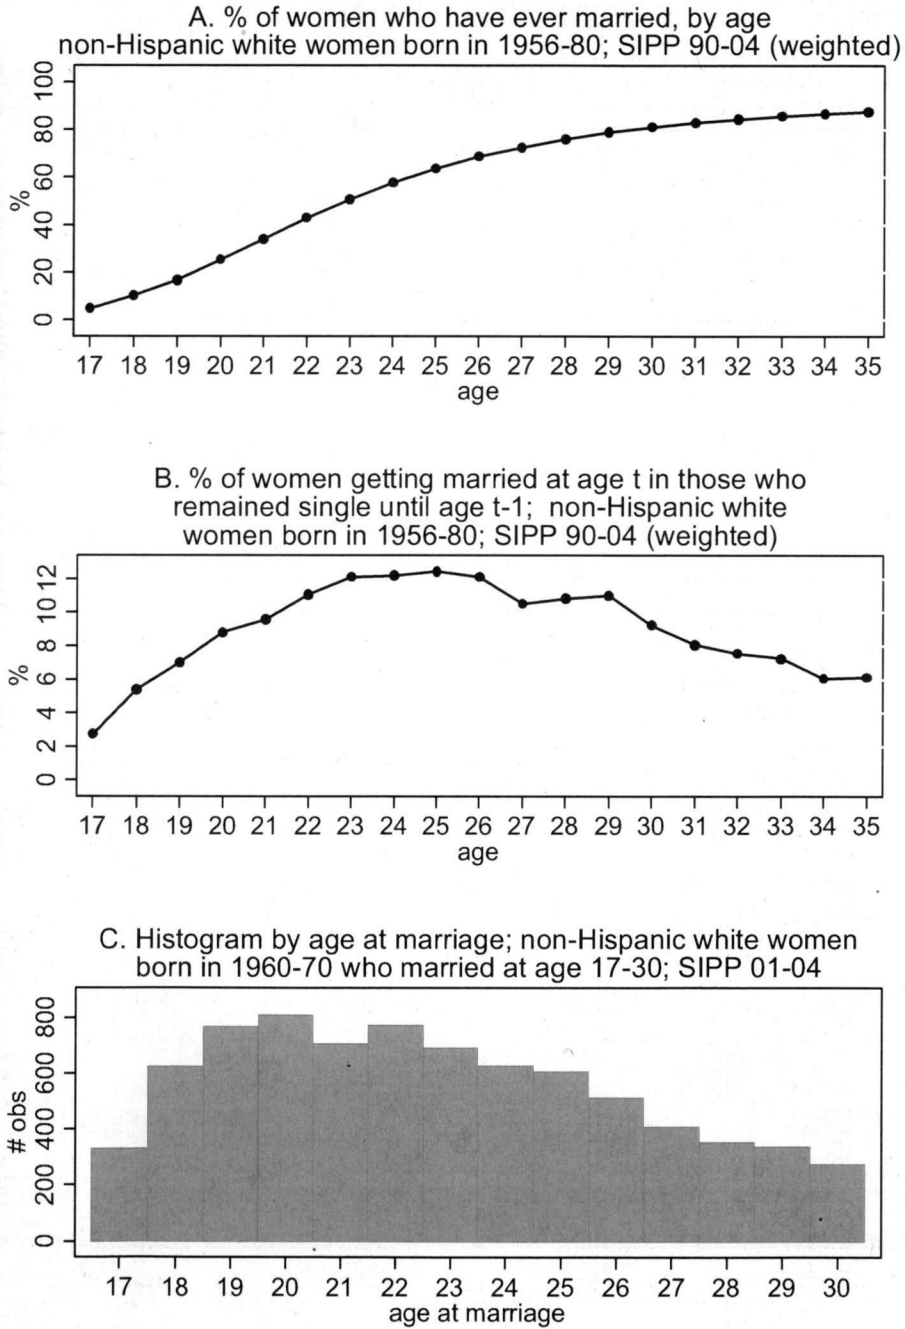 A. % of women who have ever married, by age
non-Hispanic white women born in 1956-80; SIPP 90-04 (weighted)
100
80
60
40
20
0
%
17 18 19 20 21 22 23 24 25 26 27 28 29 30 31 32 33 34 35
age
B. % of women getting married at age t in those who
remained single until age t-1; non-Hispanic white
women born in 1956-80; SIPP 90-04 (weighted)
12
10
8
6
4
2
0
%
17 18 19 20 21 22 23 24 25 26 27 28 29 30 31 32 33 34 35
age
C. Histogram by age at marriage; non-Hispanic white women
born in 1960-70 who married at age 17-30; SIPP 01-04
800
600
400
200
0
# obs
17 18 19 20 21 22 23 24 25 26 27 28 29 30
age at marriage